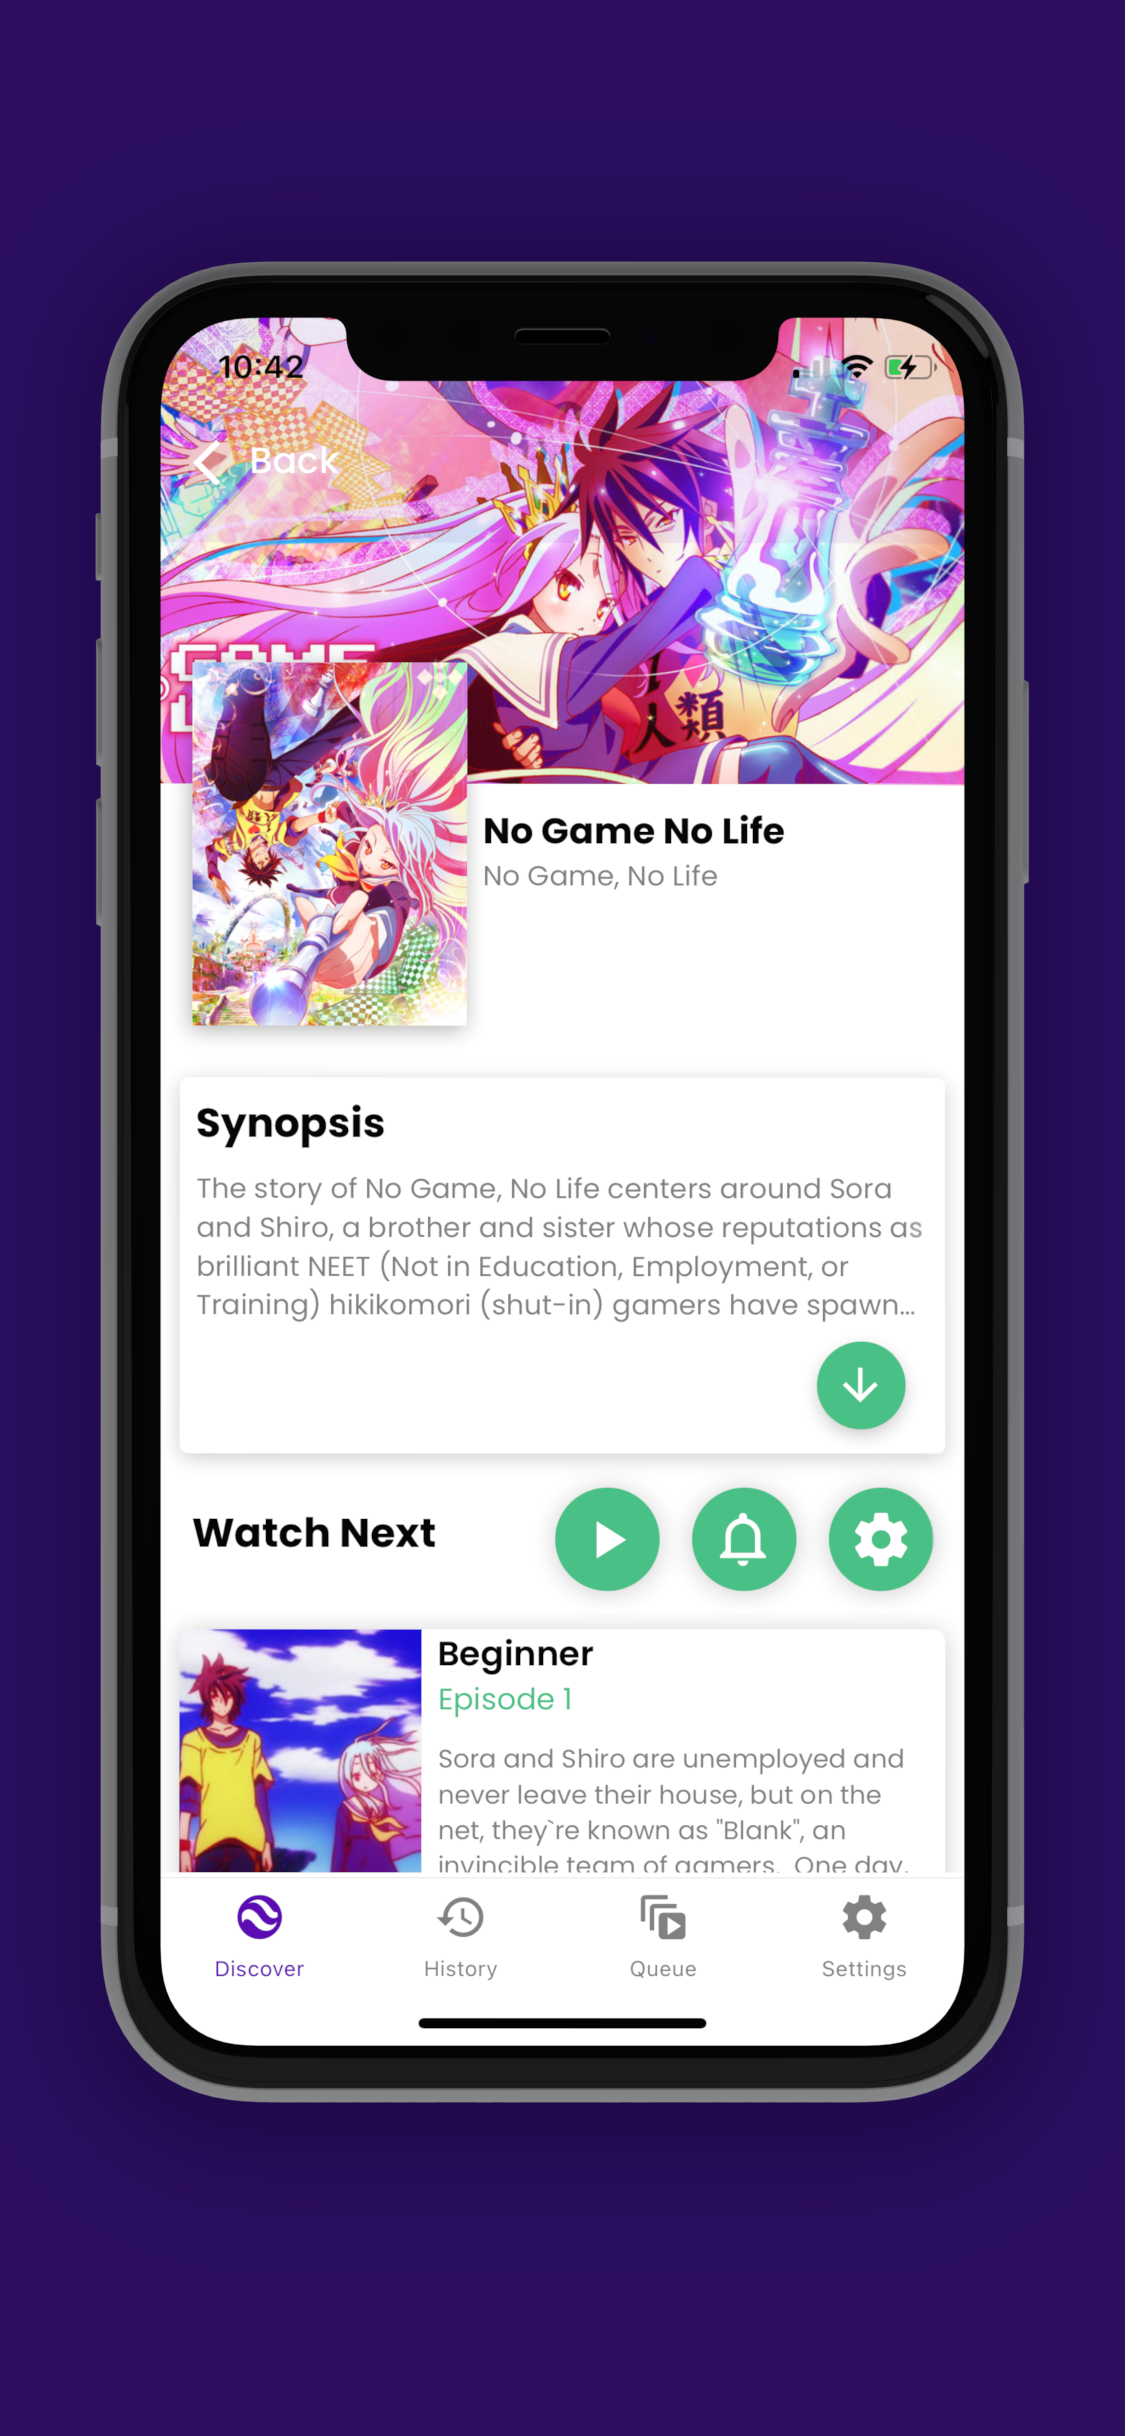 10:42
Back
GAME
人類
No Game No Life
No Game, No Life
Synopsis
The story of No Game, No Life centers around Sora
and Shiro, a brother and sister whose reputations as
brilliant NEET (Not in Education, Employment, or
Training) hikikomori (shut-in) gamers have spawn...
Watch Next
Beginner
Episode 1
Sora and Shiro are unemployed and
never leave their house, but on the
net, they`re known as "Blank", an
invincible team of gamers. One day,
Discover
History
Queue
Settings